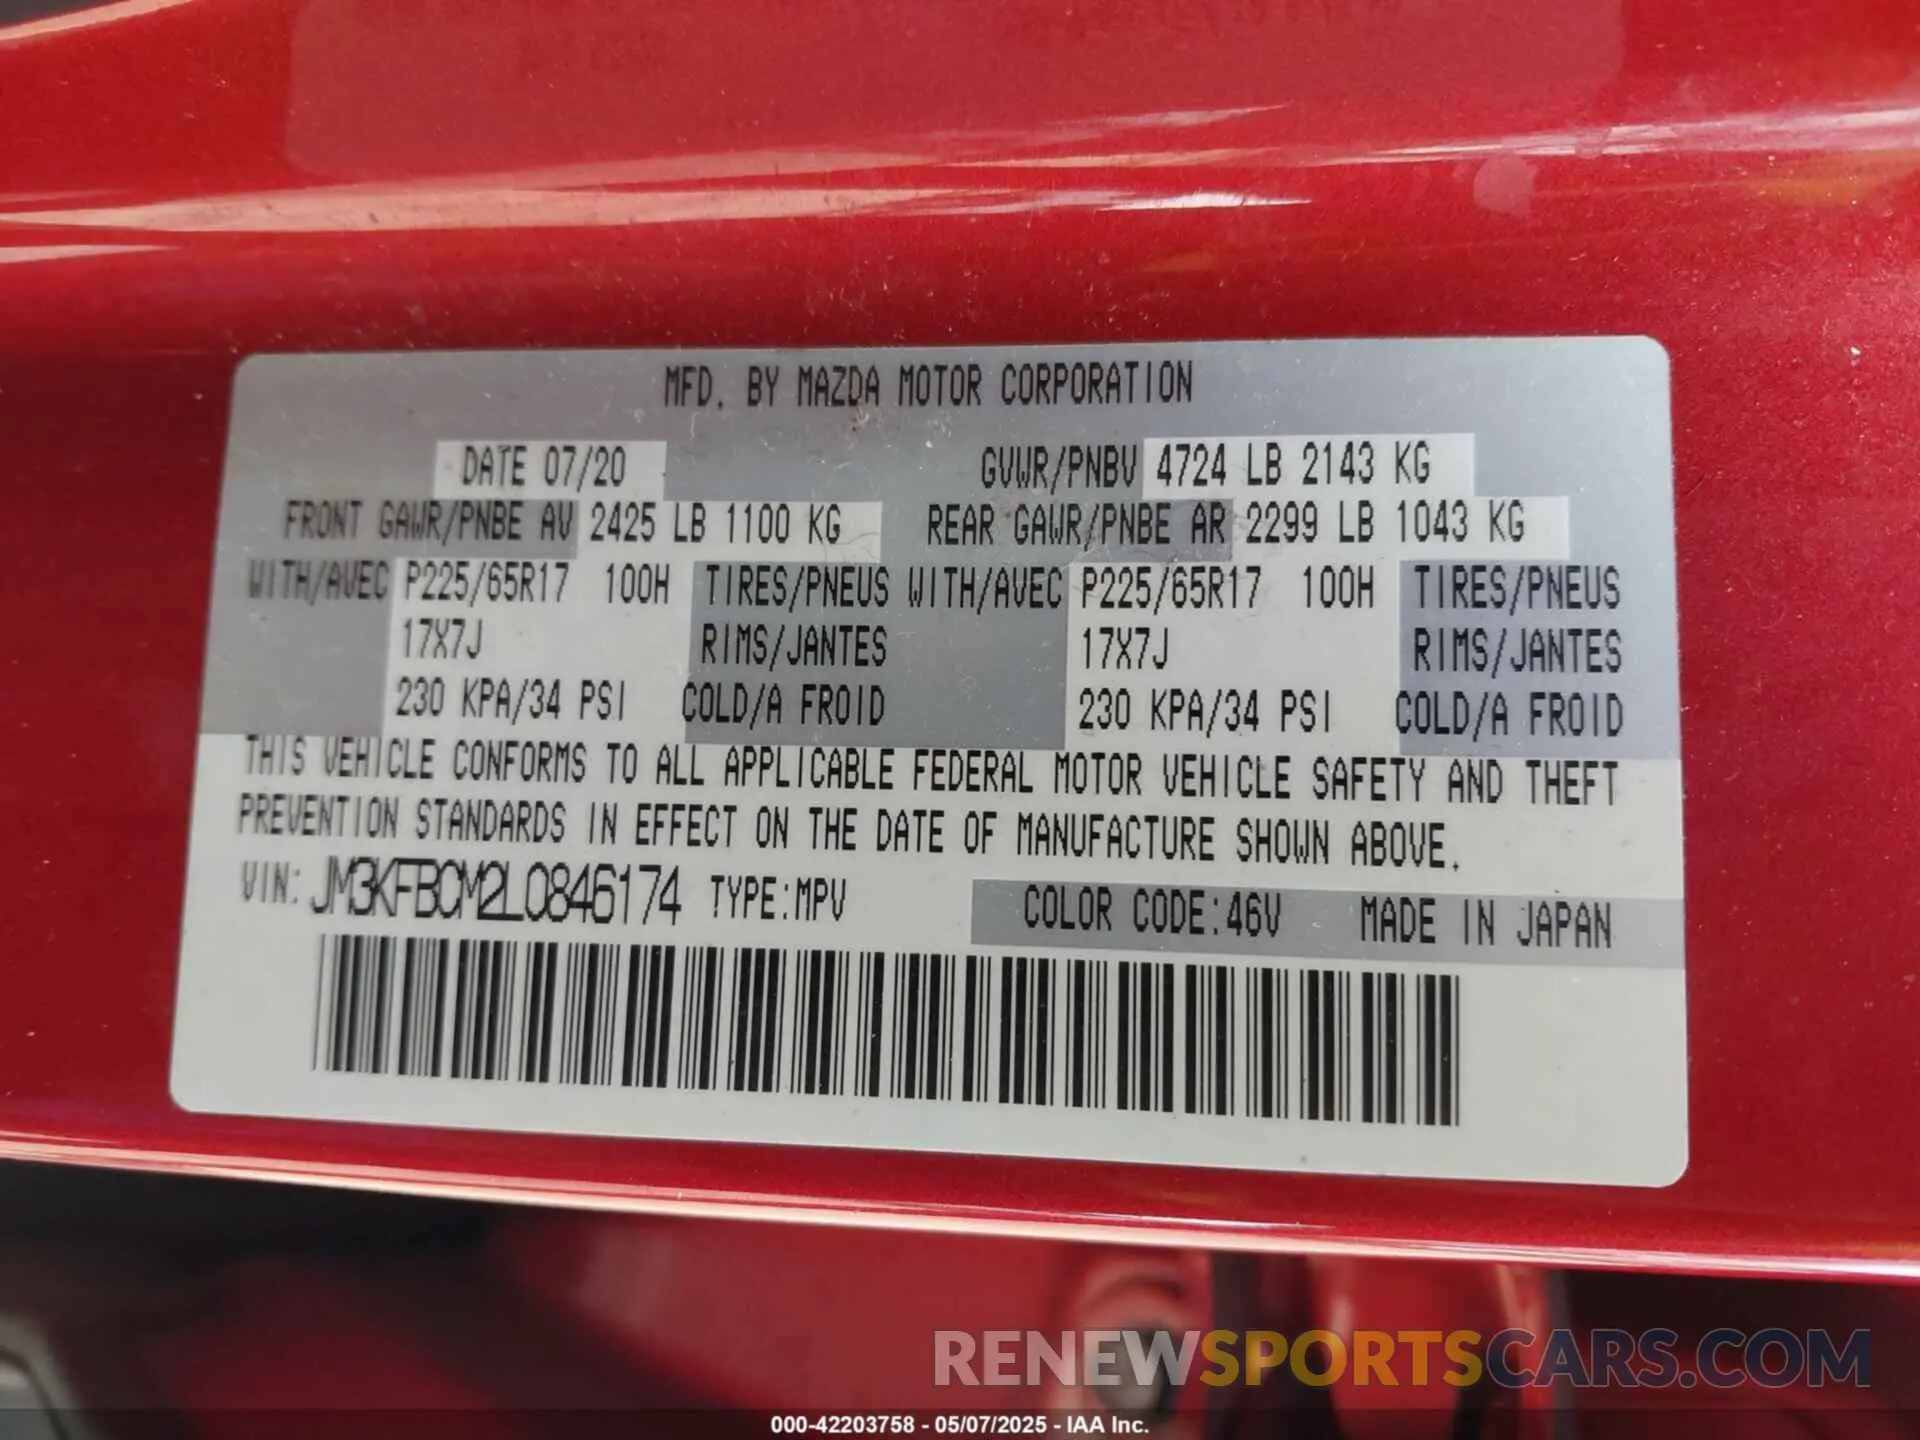 MFD. BY MAZDA MOTOR CORPORATION
DATE 07/20 GVWR/PNBV 4724 LB 2143 KG
FRONT GAWR/PNBE AV 2425 LB 1100 KG REAR GAWR/PNBE AR 2299 LB 1043 KG
WITH/AVEC P225/65R17 100H TIRES/PNEUS WITH/AVEC P225/65R17 100H TIRES/PNEUS
17X7J RIMS/JANTES 17X7J RIMS/JANTES
230 KPA/34 PSI COLD/A FROID 230 KPA/34 PSI COLD/A FROID
THIS VEHICLE CONFORMS TO ALL APPLICABLE FEDERAL MOTOR VEHICLE SAFETY AND THEFT
PREVENTION STANDARDS IN EFFECT ON THE DATE OF MANUFACTURE SHOWN ABOVE.
VIN: JM3KFBCM2L0846174 TYPE:MPV COLOR CODE:46V MADE IN JAPAN
RENEWSPORTSCARS.COM
000-42203758 - 05/07/2025 - IAA Inc.